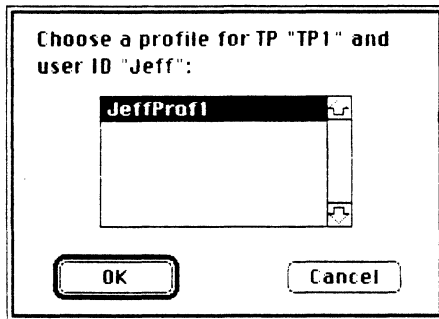 Choose a profile for TP "TP1" and
user ID "Jeff":
JeffProf1
OK
Cancel